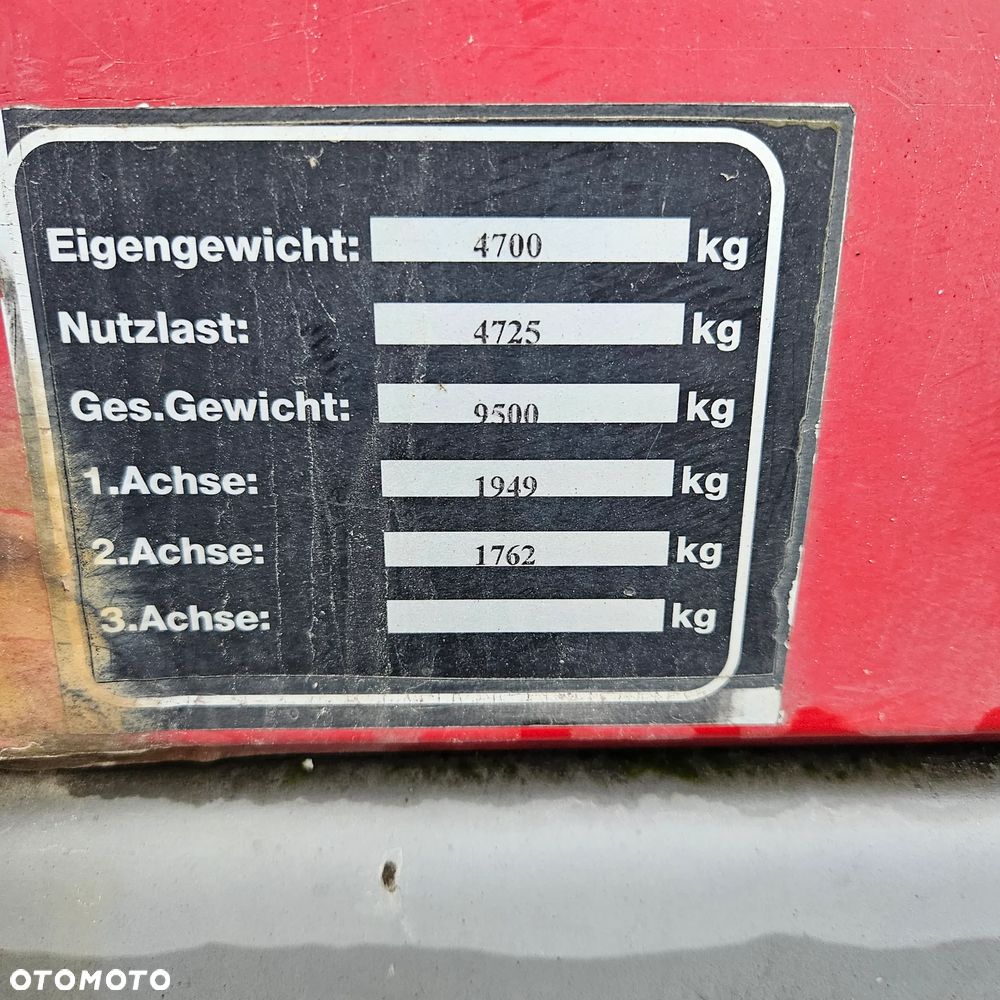 Eigengewicht: 4700 kg
Nutzlast: 4725 kg
Ges.Gewicht: 9500 kg
1.Achse: 1949 kg
2.Achse: 1762 kg
3.Achse: kg
OTOMOTO